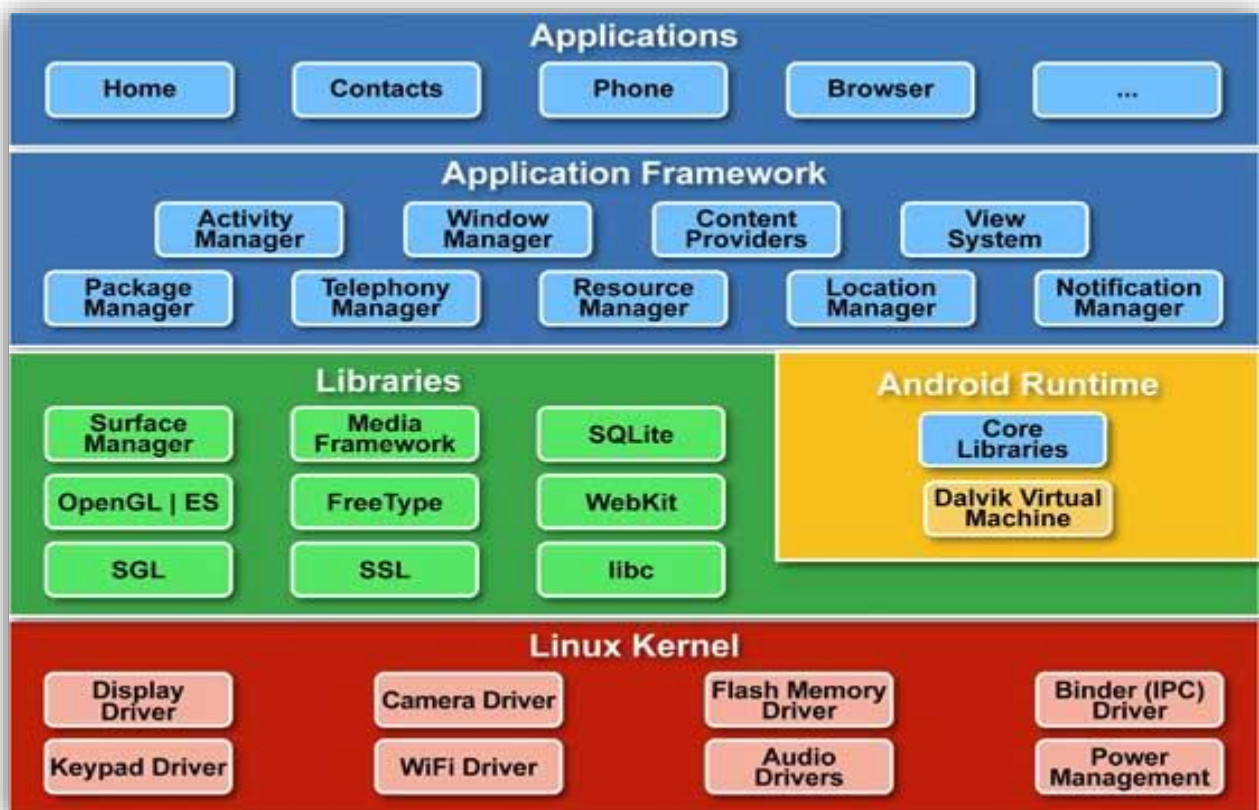 Applications
Home
Contacts
Phone
Browser
...
Application Framework
Activity
Manager
Window
Manager
Content
Providers
View
System
Package
Manager
Telephony
Manager
Resource
Manager
Location
Manager
Notification
Manager
Libraries
Surface
Manager
Media
Framework
SQLite
OpenGL | ES
FreeType
WebKit
SGL
SSL
libc
Android Runtime
Core
Libraries
Dalvik Virtual
Machine
Linux Kernel
Display
Driver
Camera Driver
Flash Memory
Driver
Binder (IPC)
Driver
Keypad Driver
WiFi Driver
Audio
Drivers
Power
Management